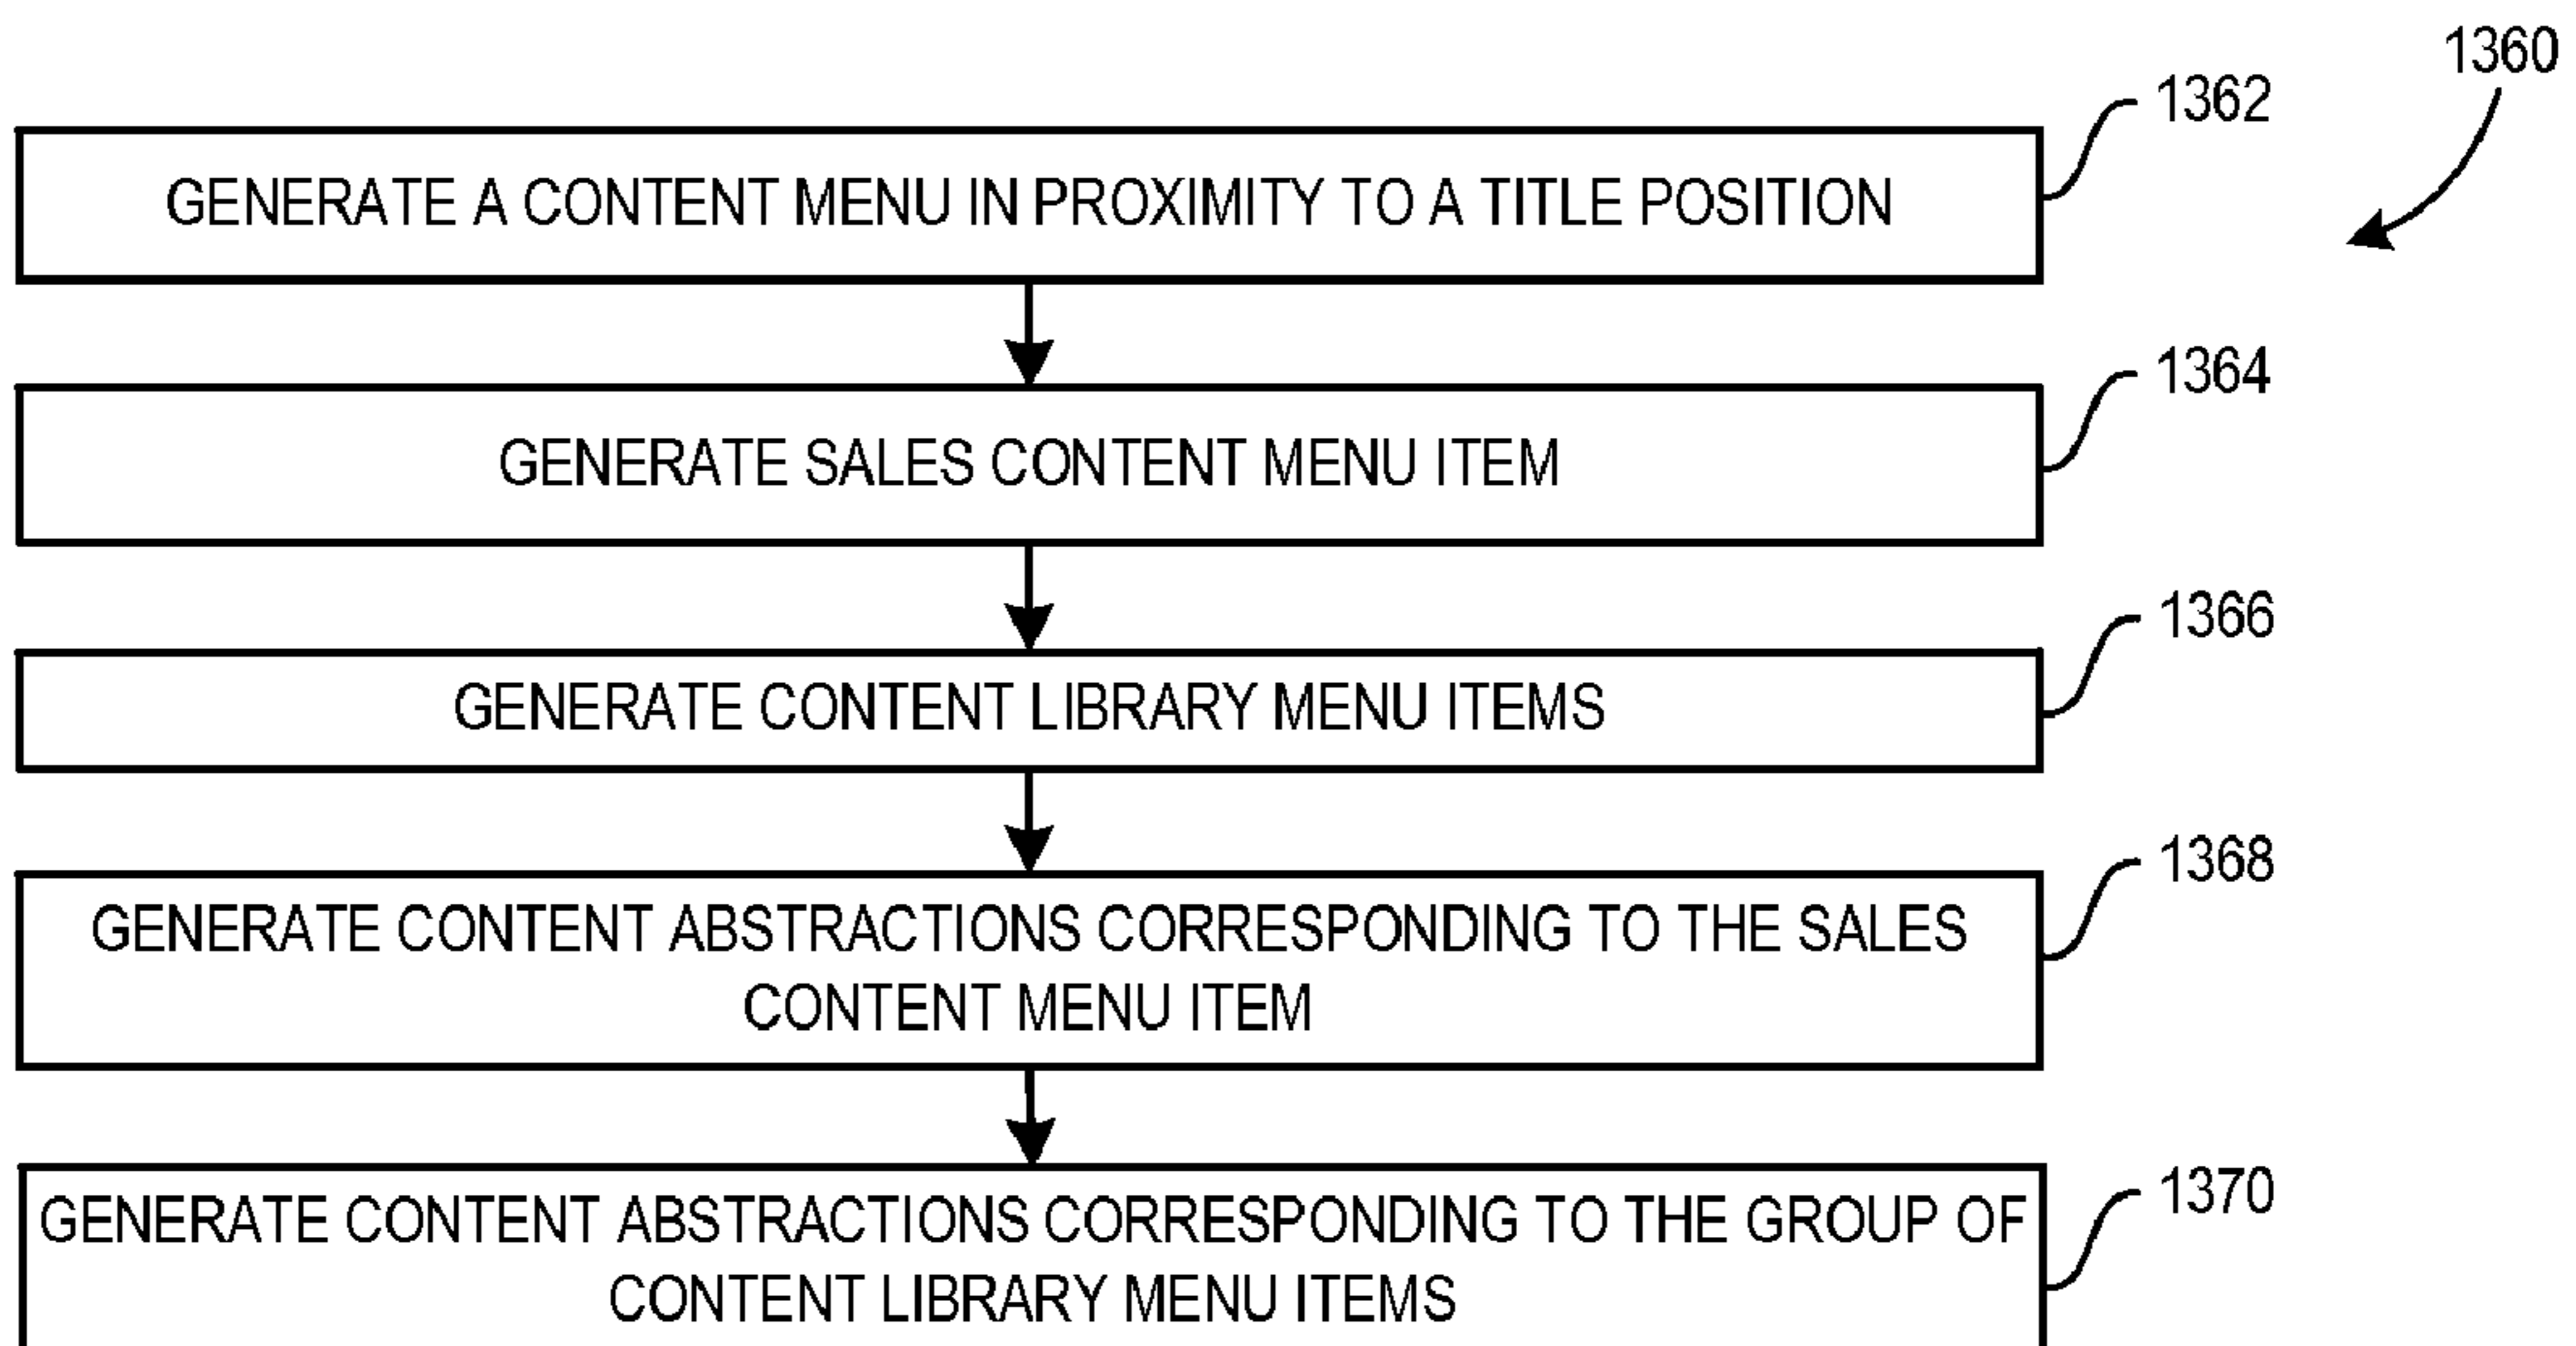 1360
1362
GENERATE A CONTENT MENU IN PROXIMITY TO A TITLE POSITION
1364
GENERATE SALES CONTENT MENU ITEM
1366
GENERATE CONTENT LIBRARY MENU ITEMS
1368
GENERATE CONTENT ABSTRACTIONS CORRESPONDING TO THE SALES
CONTENT MENU ITEM
1370
GENERATE CONTENT ABSTRACTIONS CORRESPONDING TO THE GROUP OF
CONTENT LIBRARY MENU ITEMS